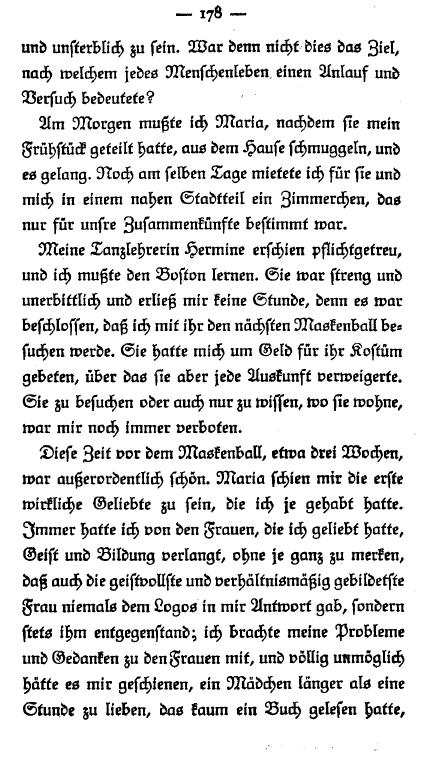 — 178 —
und unsterblich zu sein. War denn nicht dies das Ziel,
nach welchem jedes Menschenleben einen Anlauf und
Versuch bedeutete?
Am Morgen mußte ich Maria, nachdem sie mein
Frühstück geteilt hatte, aus dem Hause schmuggeln, und
es gelang. Noch am selben Tage mietete ich für sie und
mich in einem nahen Stadtteil ein Zimmerchen, das
nur für unsre Zusammenkünfte bestimmt war.
Meine Tanzlehrerin Hermine erschien pflichtgetreu,
und ich mußte den Boston lernen. Sie war streng und
unerbittlich und erließ mir keine Stunde, denn es war
beschlossen, daß ich mit ihr den nächsten Maskenball be-
suchen werde. Sie hatte mich um Geld für ihr Kostüm
gebeten, über das sie aber jede Auskunft verweigerte.
Sie zu besuchen oder auch nur zu wissen, wo sie wohne,
war mir noch immer verboten.
Diese Zeit vor dem Maskenball, etwa drei Wochen,
war außerordentlich schön. Maria schien mir die erste
wirkliche Geliebte zu sein, die ich je gehabt hatte.
Immer hatte ich von den Frauen, die ich geliebt hatte,
Geist und Bildung verlangt, ohne je ganz zu merken,
daß auch die geistvollste und verhältnismäßig gebildetste
Frau niemals dem Logos in mir Antwort gab, sondern
stets ihm entgegenstand; ich brachte meine Probleme
und Gedanken zu den Frauen mit, und völlig unmöglich
hätte es mir geschienen, ein Mädchen länger als eine
Stunde zu lieben, das kaum ein Buch gelesen hatte,